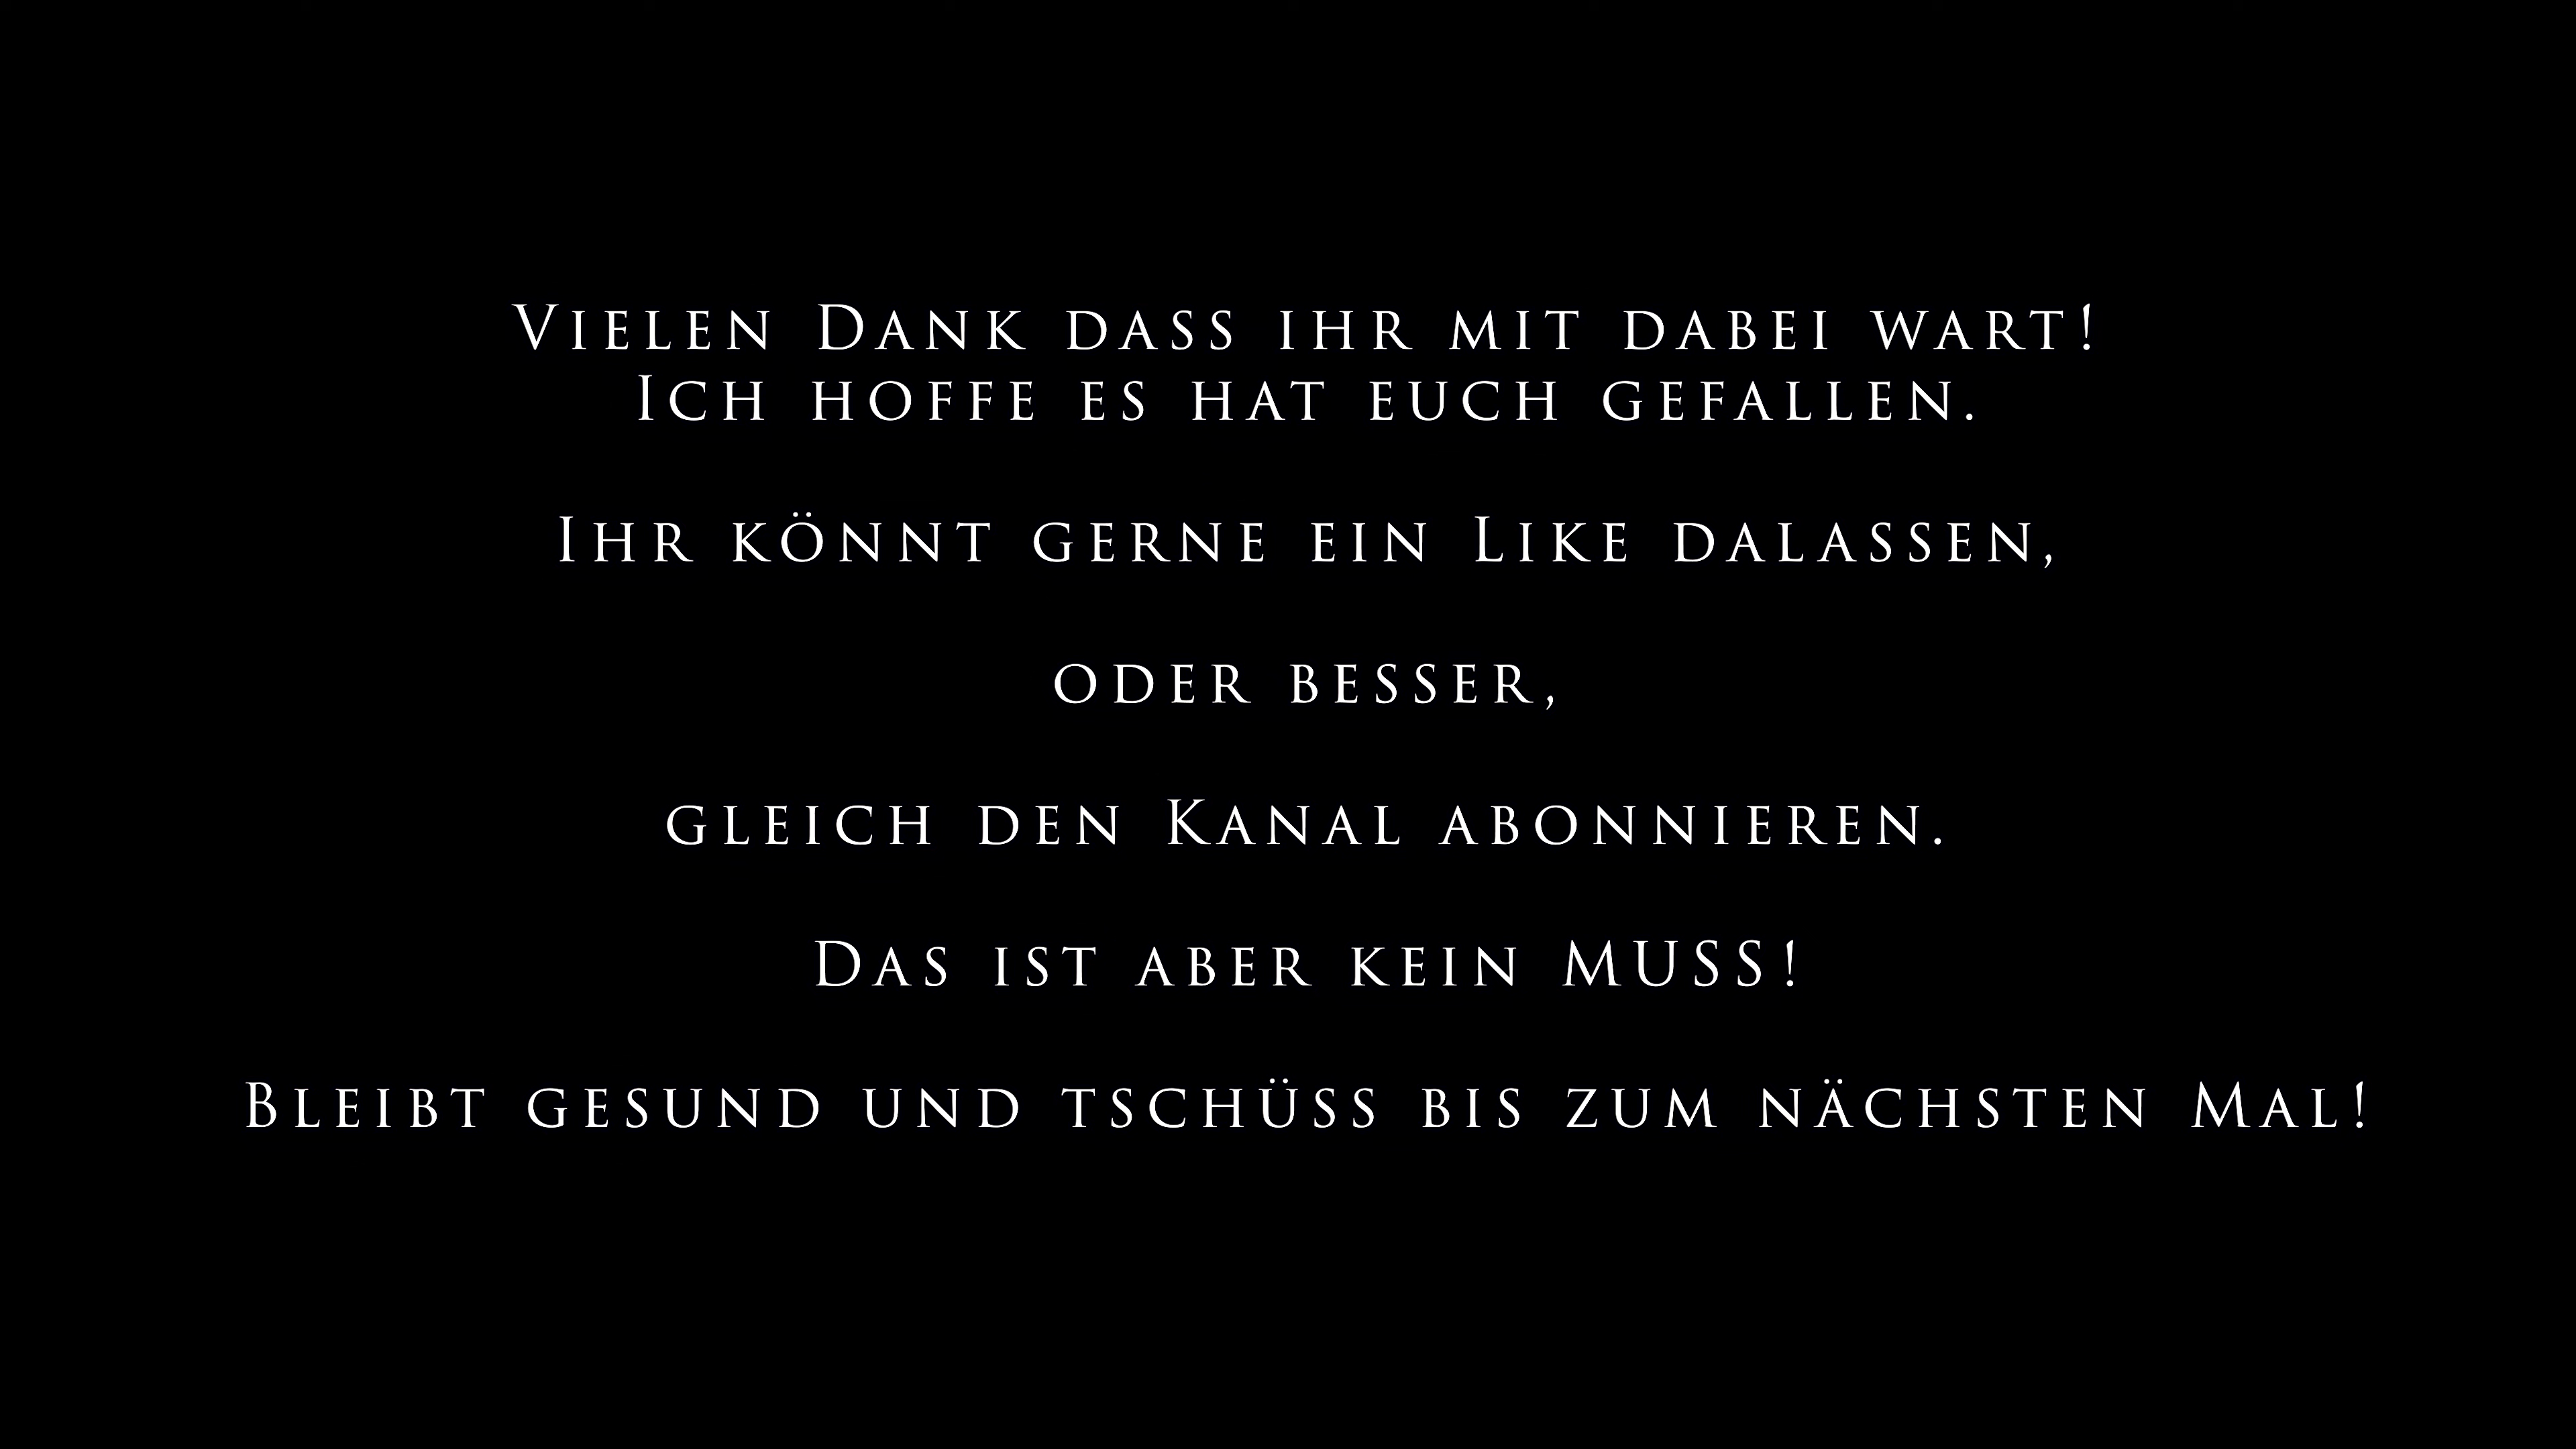 Vielen Dank dass ihr mit dabei wart!
Ich hoffe es hat euch gefallen.
Ihr könnt gerne ein Like dalassen,
oder besser,
gleich den Kanal abonnieren.
Das ist aber kein MUSS!
Bleibt gesund und tschüss bis zum nächsten Mal!